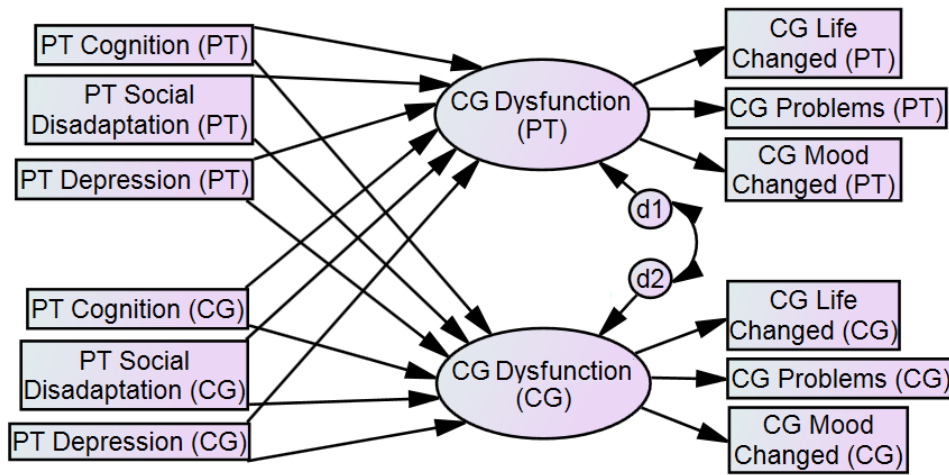 PT Cognition (PT)
PT Social
Disadaptation (PT)
PT Depression (PT)
PT Cognition (CG)
PT Social
Disadaptation (CG)
PT Depression (CG)
CG Dysfunction
(PT)
d1
d2
CG Dysfunction
(CG)
CG Life
Changed (PT)
CG Problems (PT)
CG Mood
Changed (PT)
CG Life
Changed (CG)
CG Problems (CG)
CG Mood
Changed (CG)